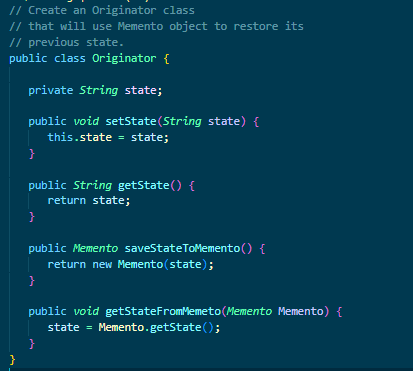 // Create an Originator class
// that will use Memento object to restore its
// previous state.
public class Originator {
private String state;
public void setState(String state) {
this.state = state;
}
public String getState() {
return state;
}
public Memento saveStateToMemento() {
return new Memento(state);
}
public void getStateFromMemeto(Memento Memento) {
state = Memento.getState();
}
}